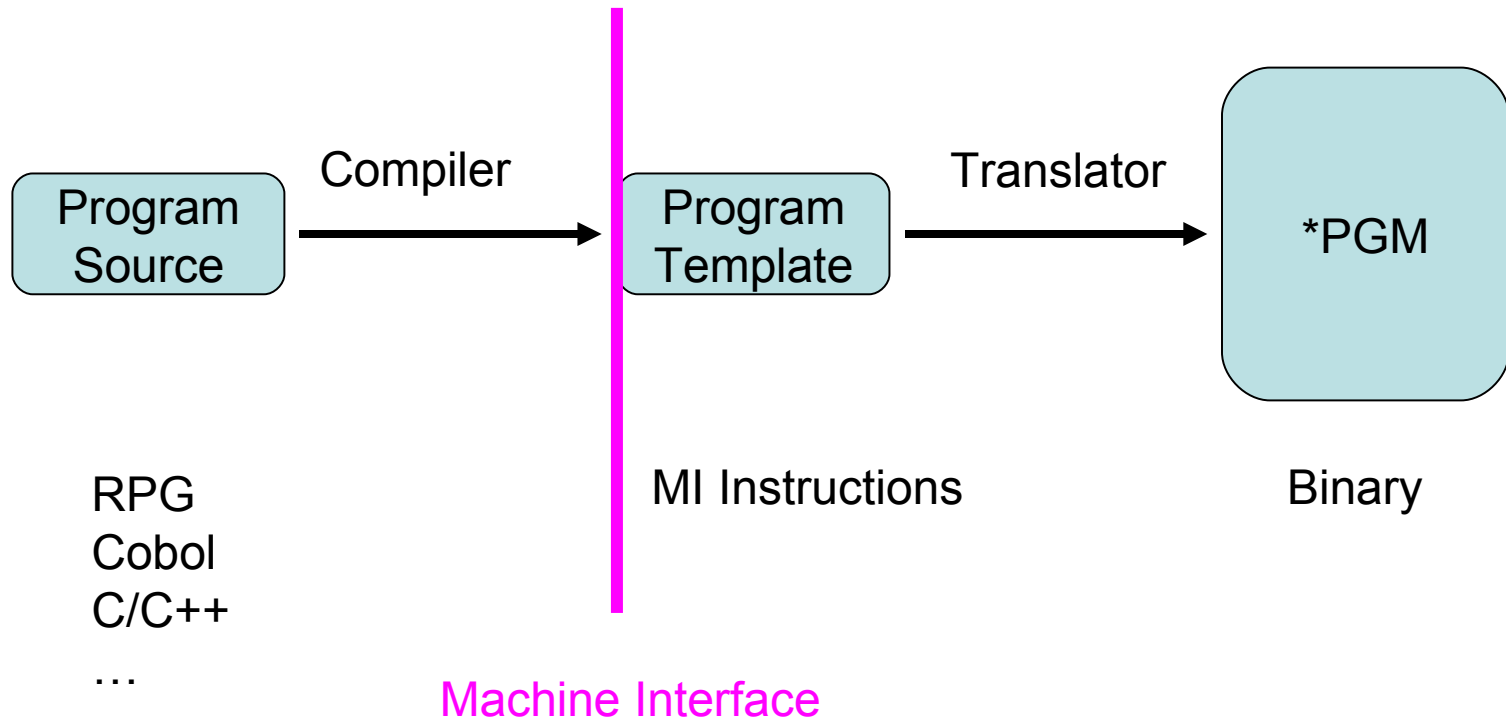 Compiler
Translator
Program
Source
Program
Template
*PGM
RPG
Cobol
C/C++
…
MI Instructions
Binary
Machine Interface